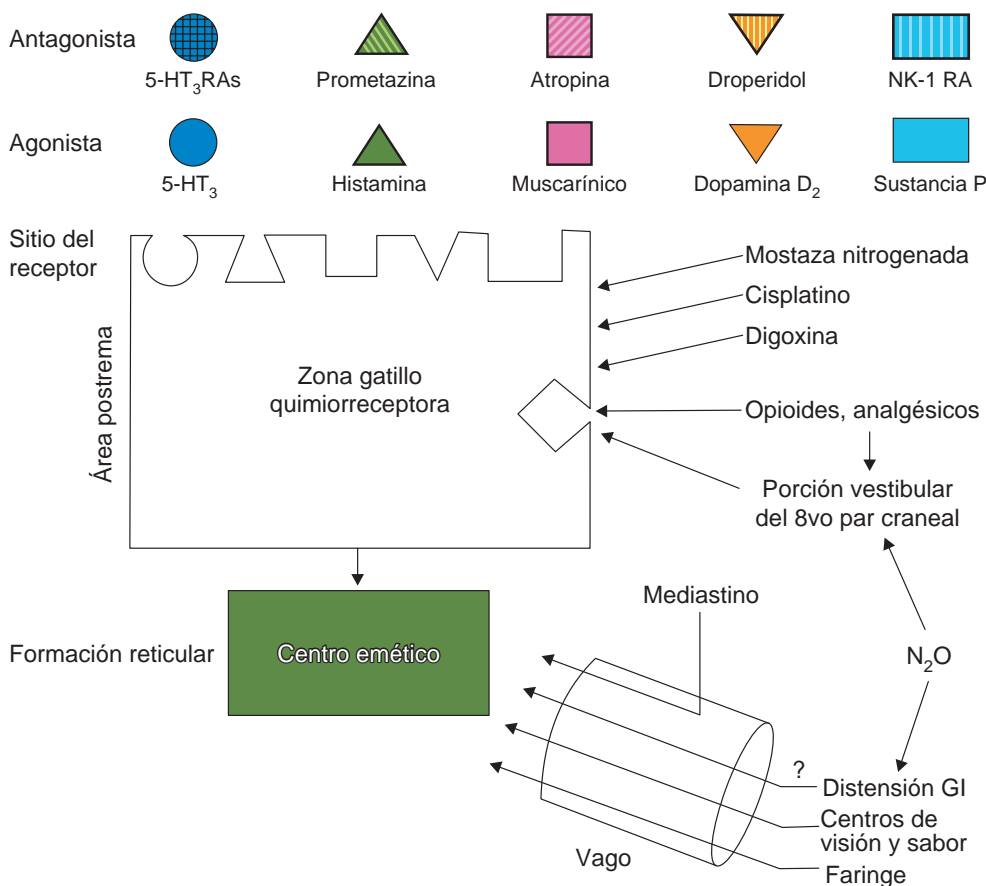 Antagonista
5-HT3RAs
Prometazina
Atropina
Droperidol
NK-1 RA
Agonista
5-HT3
Histamina
Muscarínico
Dopamina D2
Sustancia P
Sitio del
receptor
Área postrema
Zona gatillo
quimiorreceptora
Mostaza nitrogenada
Cisplatino
Digoxina
Opioides, analgésicos
Porción vestibular
del 8vo par craneal
Mediastino
Formación reticular
Centro emético
N2O
?
Distensión GI
Centros de
visión y sabor
Vago
Faringe